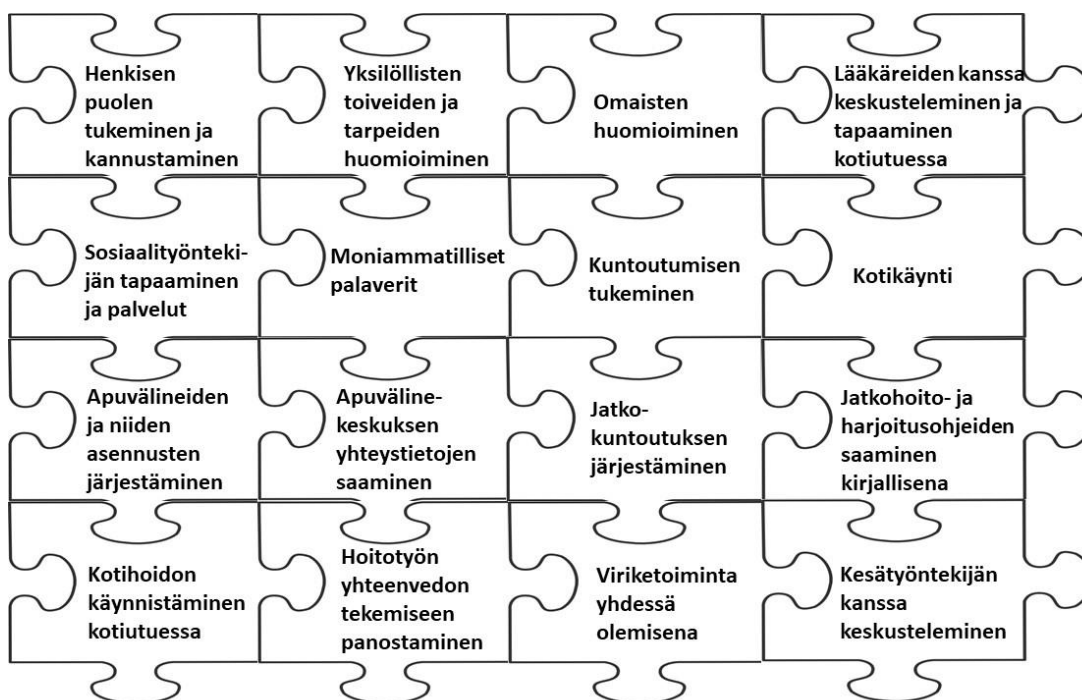 Henkisen
puolen
tukeminen ja
kannustaminen
Yksilöllisten
toiveiden ja
tarpeiden
huomioiminen
Omaisten
huomioiminen
Lääkäreiden kanssa
keskusteleminen ja
tapaaminen
kotiutuessa
Sosiaalityönteki-
jän tapaaminen
ja palvelut
Moniammatilliset
palaverit
Kuntoutumisen
tukeminen
Kotikäynti
Apuvälineiden
ja niiden
asennusten
järjestäminen
Apuväline-
keskuksen
yhteystietojen
saaminen
Jatko-
kuntoutuksen
järjestäminen
Jatkohoito- ja
harjoitusohjeiden
saaminen
kirjallisena
Kotihoidon
käynnistäminen
kotiutuessa
Hoitotyön
yhteenvedon
tekemiseen
panostaminen
Viriketoiminta
yhdessä
olemisena
Kesätyöntekijän
kanssa
keskusteleminen